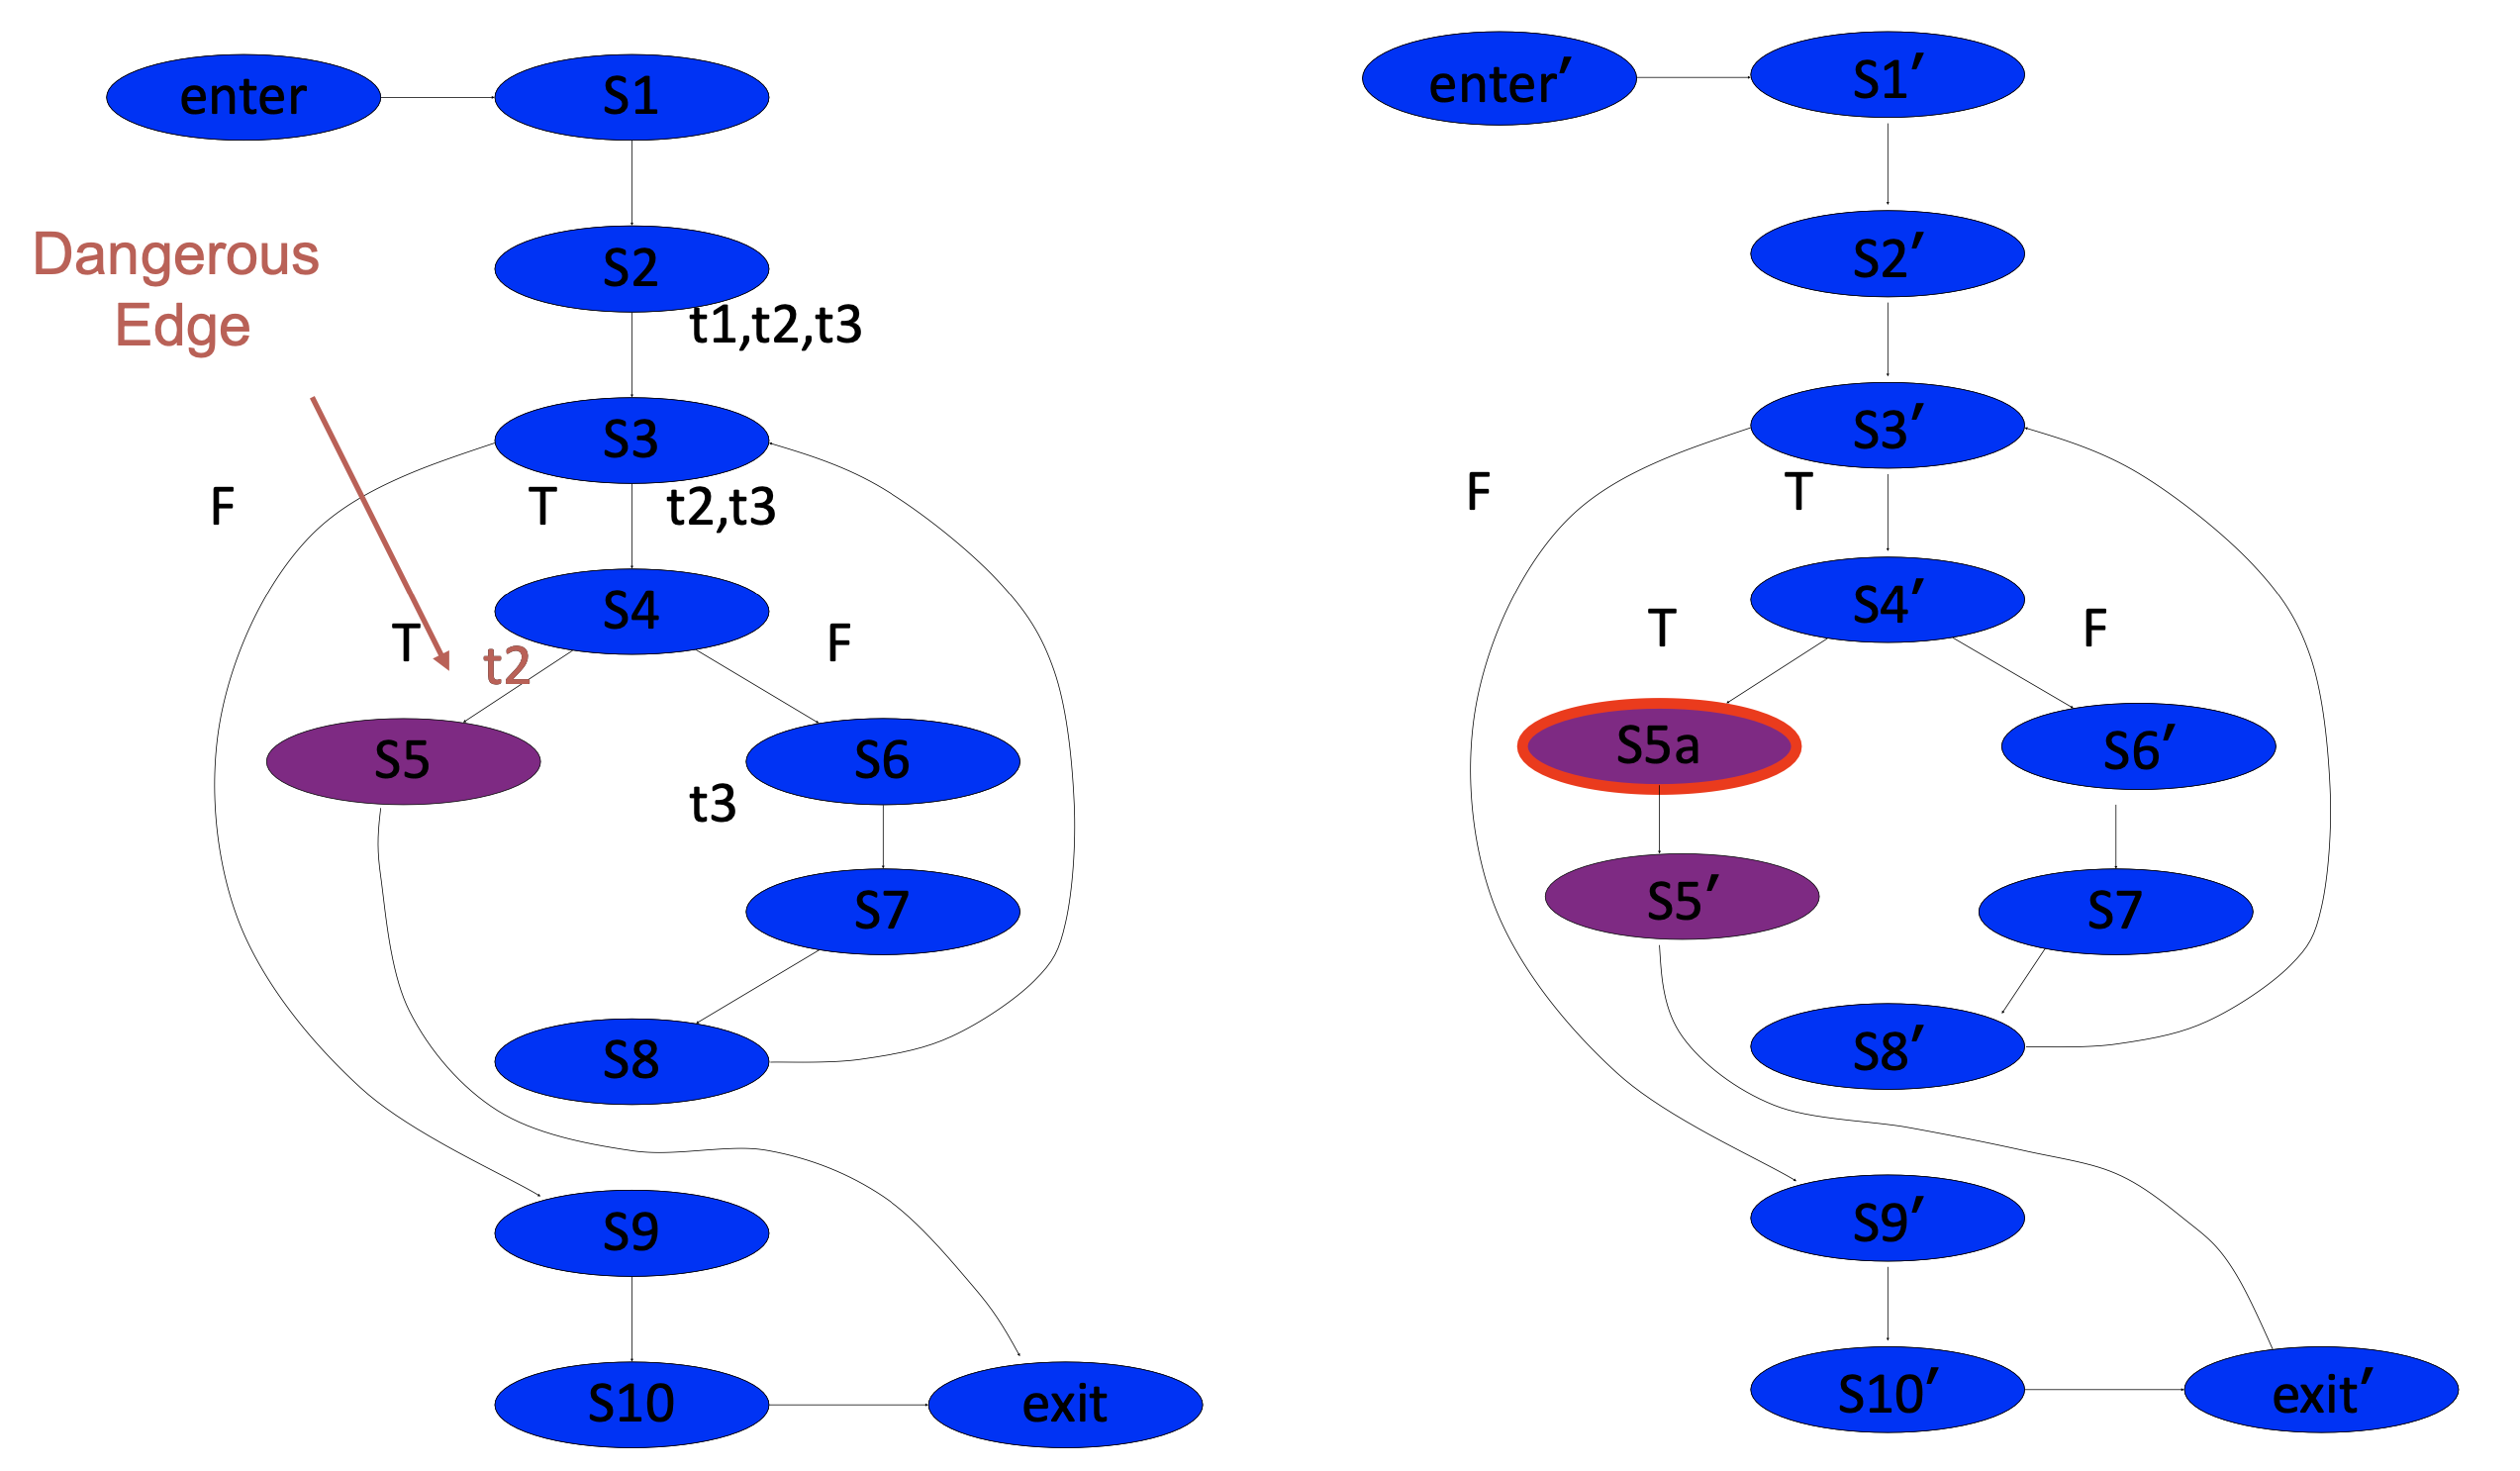 enter
S1
Dangerous
Edge
S2
t1,t2,t3
S3
F
T
t2,t3
S4
T
t2
F
S5
S6
t3
S7
S8
S9
S10
exit
enter′
S1′
S2′
S3′
F
T
S4′
T
F
S5a
S6′
S5′
S7
S8′
S9′
S10′
exit′